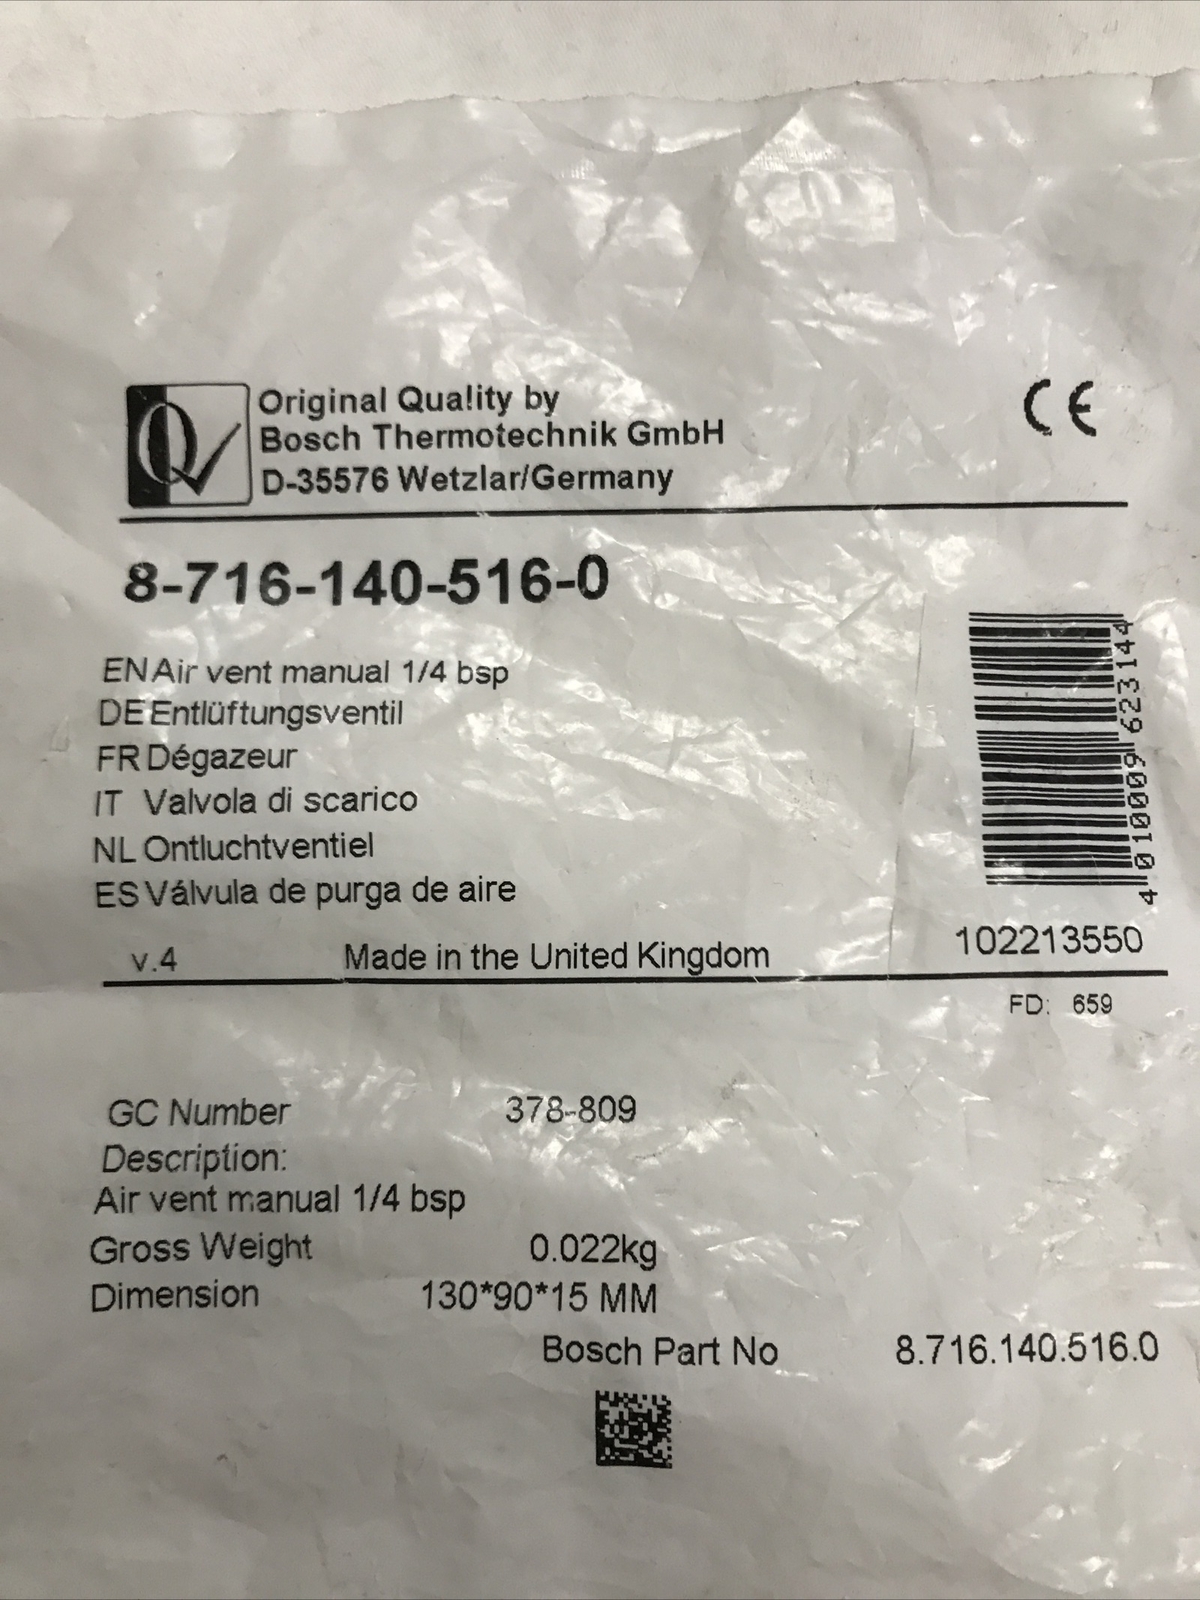 Original Quality by
Bosch Thermotechnik GmbH
D-35576 Wetzlar/Germany
CE
8-716-140-516-0
EN Air vent manual 1/4 bsp
DE Entlüftungsventil
FR Dégazeur
IT Valvola di scarico
NL Ontluchtventiel
ES Válvula de purga de aire
4 010009 623144
v.4 Made in the United Kingdom 102213550
FD: 659
GC Number 378-809
Description:
Air vent manual 1/4 bsp
Gross Weight 0.022kg
Dimension 130*90*15 MM
Bosch Part No 8.716.140.516.0